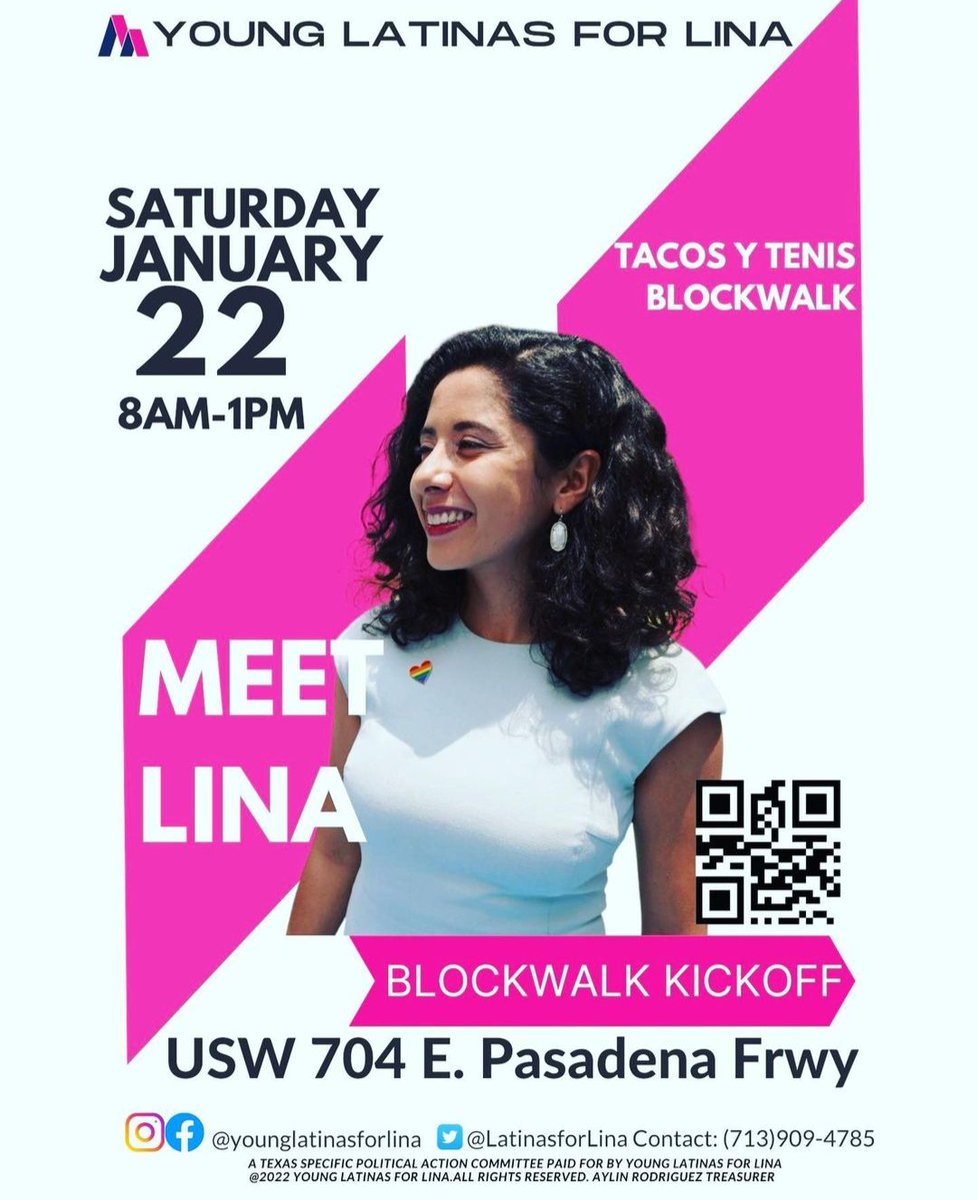 YOUNG LATINAS FOR LINA
SATURDAY
JANUARY
22
8AM-1PM
TACOS Y TENIS
BLOCKWALK
MEET
LINA
BLOCKWALK KICKOFF
USW 704 E. Pasadena Frwy
@younglatinasforlina @LatinasforLina Contact: (713)909-4785
A TEXAS SPECIFIC POLITICAL ACTION COMMITTEE PAID FOR BY YOUNG LATINAS FOR LINA
@2022 YOUNG LATINAS FOR LINA.ALL RIGHTS RESERVED. AYLIN RODRIGUEZ TREASURER